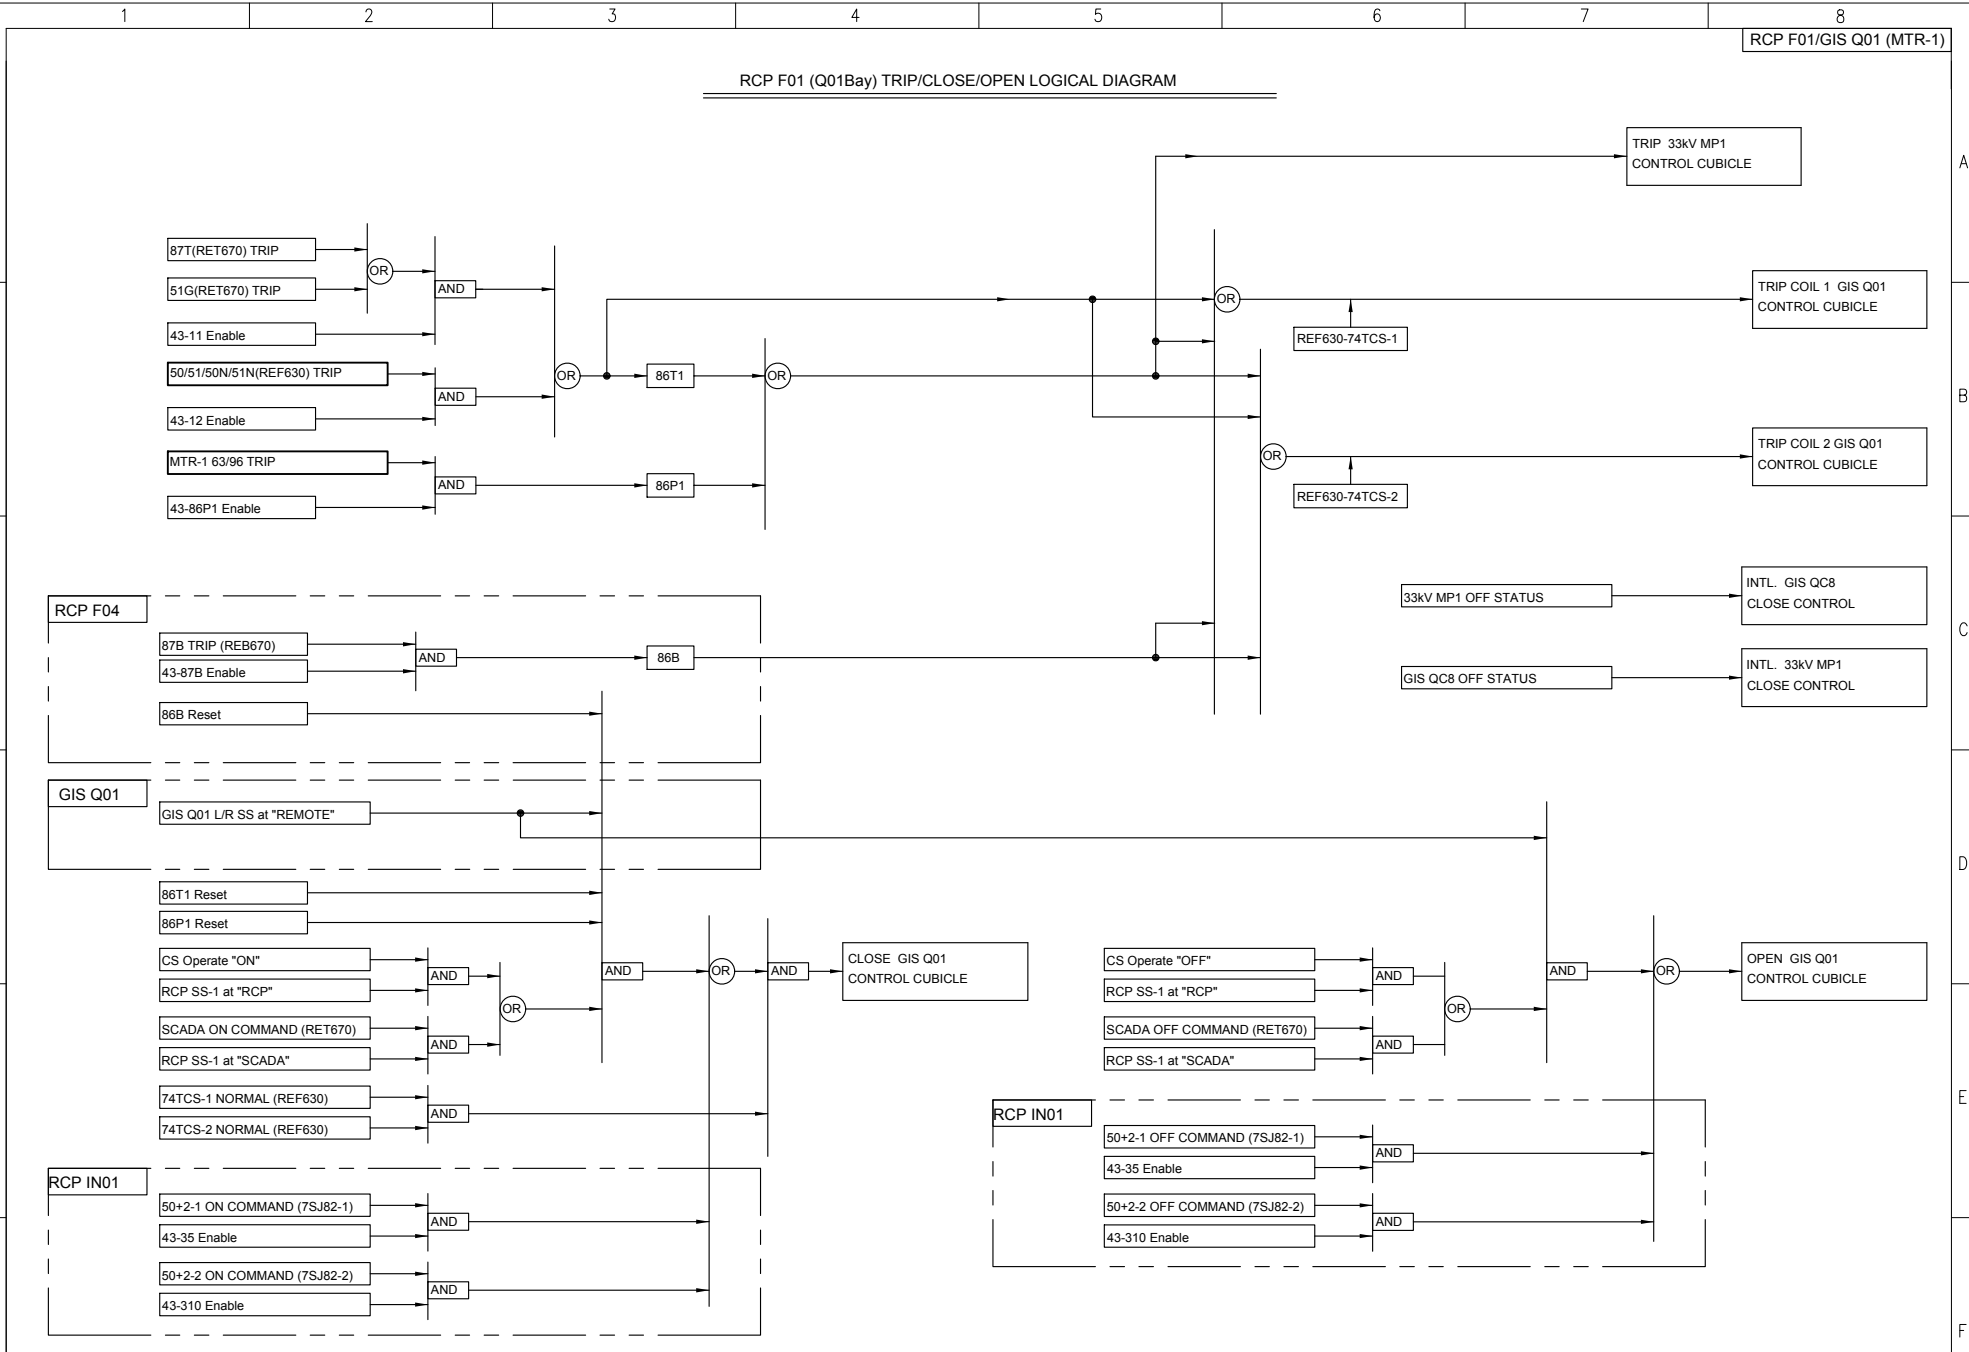 1 2 3 4 5 6 7 8
RCP F01/GIS Q01 (MTR-1)
RCP F01 (Q01Bay) TRIP/CLOSE/OPEN LOGICAL DIAGRAM
TRIP 33kV MP1
CONTROL CUBICLE
A
87T(RET670) TRIP
OR
51G(RET670) TRIP
AND
43-11 Enable
OR
TRIP COIL 1 GIS Q01
CONTROL CUBICLE
REF630-74TCS-1
50/51/50N/51N(REF630) TRIP
OR
86T1
OR
AND
43-12 Enable
B
MTR-1 63/96 TRIP
AND
86P1
43-86P1 Enable
OR
TRIP COIL 2 GIS Q01
CONTROL CUBICLE
REF630-74TCS-2
RCP F04
87B TRIP (REB670)
AND
86B
43-87B Enable
86B Reset
33kV MP1 OFF STATUS
INTL. GIS QC8
CLOSE CONTROL
C
GIS QC8 OFF STATUS
INTL. 33kV MP1
CLOSE CONTROL
GIS Q01
GIS Q01 L/R SS at "REMOTE"
D
86T1 Reset
86P1 Reset
CS Operate "ON"
AND
RCP SS-1 at "RCP"
OR
SCADA ON COMMAND (RET670)
AND
RCP SS-1 at "SCADA"
AND
OR
AND
CLOSE GIS Q01
CONTROL CUBICLE
74TCS-1 NORMAL (REF630)
AND
74TCS-2 NORMAL (REF630)
CS Operate "OFF"
AND
RCP SS-1 at "RCP"
OR
SCADA OFF COMMAND (RET670)
AND
RCP SS-1 at "SCADA"
AND
OR
OPEN GIS Q01
CONTROL CUBICLE
E
RCP IN01
50+2-1 ON COMMAND (7SJ82-1)
AND
43-35 Enable
50+2-2 ON COMMAND (7SJ82-2)
AND
43-310 Enable
RCP IN01
50+2-1 OFF COMMAND (7SJ82-1)
AND
43-35 Enable
50+2-2 OFF COMMAND (7SJ82-2)
AND
43-310 Enable
F